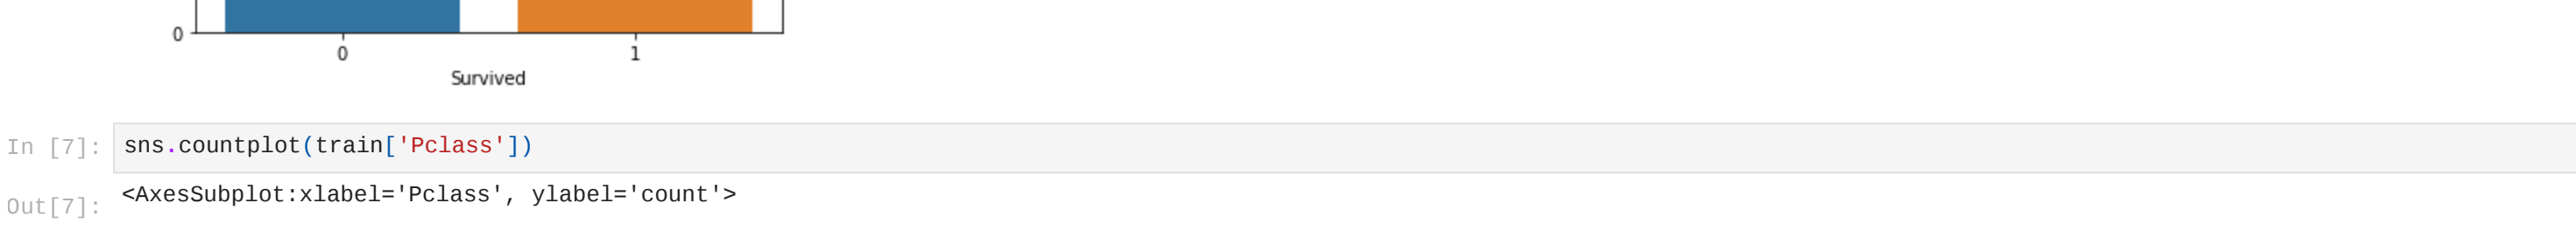 0
0 1
Survived
In [7]: sns.countplot(train['Pclass'])
Out[7]: <AxesSubplot:xlabel='Pclass', ylabel='count'>